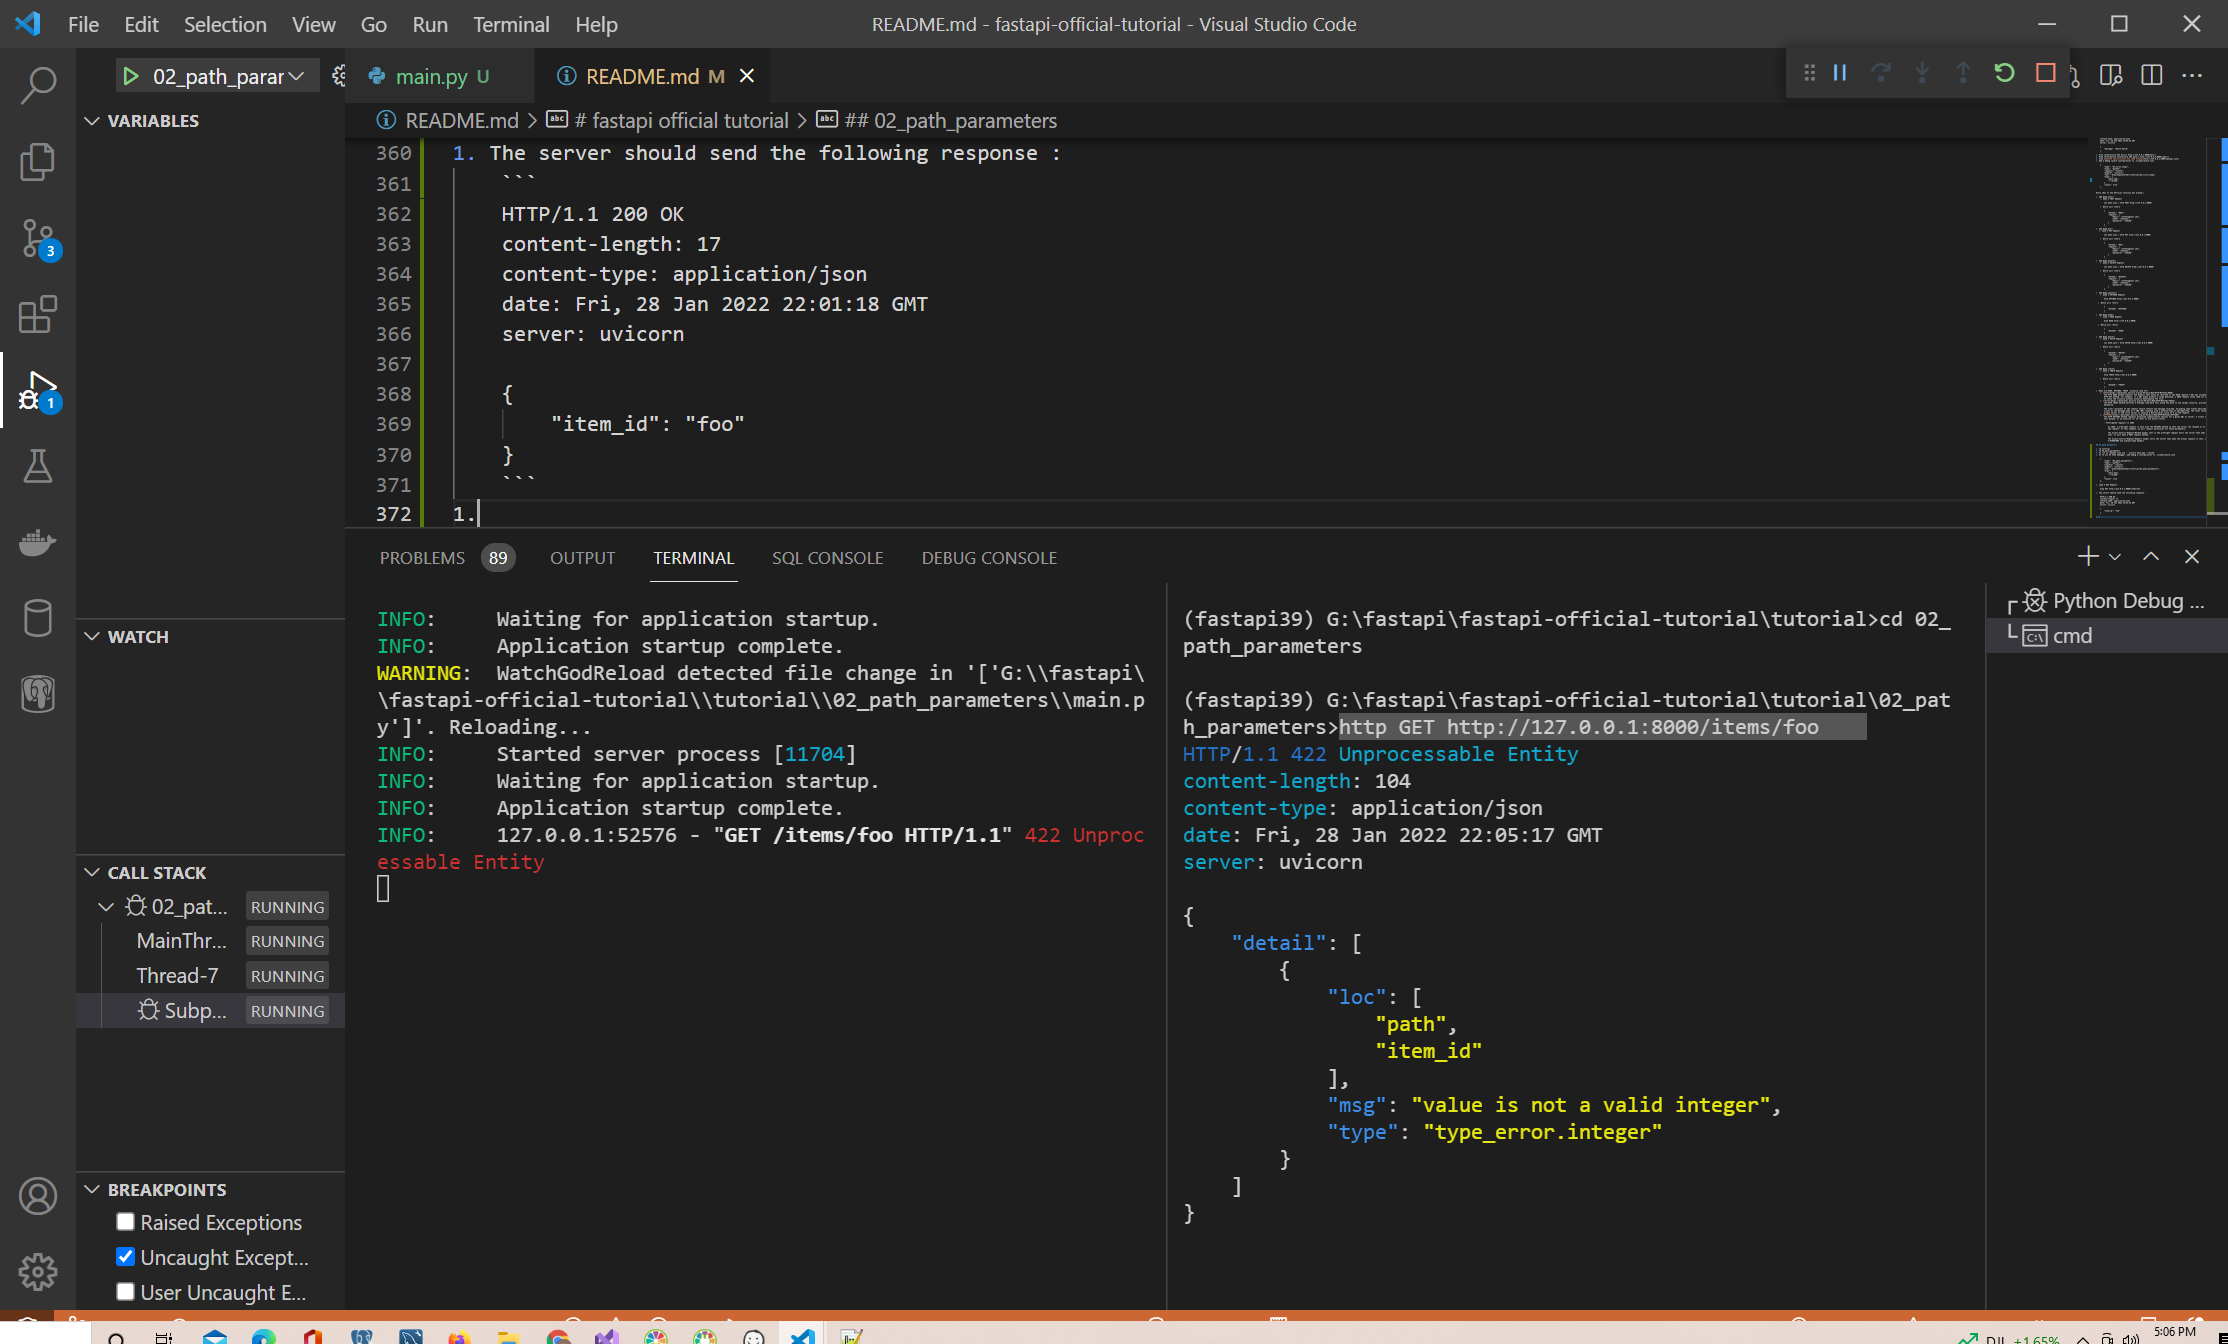 File Edit Selection View Go Run Terminal Help
README.md - fastapi-official-tutorial - Visual Studio Code
02_path_parar
main.py U
README.md M
VARIABLES
README.md > # fastapi official tutorial > ## 02_path_parameters
360 1. The server should send the following response :
361 ```
362 HTTP/1.1 200 OK
363 content-length: 17
364 content-type: application/json
365 date: Fri, 28 Jan 2022 22:01:18 GMT
366 server: uvicorn
367
368 {
369 "item_id": "foo"
370 }
371 ```
372 1.
3
1
PROBLEMS 89 OUTPUT TERMINAL SQL CONSOLE DEBUG CONSOLE
INFO: Waiting for application startup.
INFO: Application startup complete.
WARNING: WatchGodReload detected file change in '['G:\\fastapi\
\fastapi-official-tutorial\\tutorial\\02_path_parameters\\main.p
y']'. Reloading...
INFO: Started server process [11704]
INFO: Waiting for application startup.
INFO: Application startup complete.
INFO: 127.0.0.1:52576 - "GET /items/foo HTTP/1.1" 422 Unproc
essable Entity
(fastapi39) G:\fastapi\fastapi-official-tutorial\tutorial>cd 02_
path_parameters
(fastapi39) G:\fastapi\fastapi-official-tutorial\tutorial\02_pat
h_parameters>http GET http://127.0.0.1:8000/items/foo
HTTP/1.1 422 Unprocessable Entity
content-length: 104
content-type: application/json
date: Fri, 28 Jan 2022 22:05:17 GMT
server: uvicorn
{
"detail": [
{
"loc": [
"path",
"item_id"
],
"msg": "value is not a valid integer",
"type": "type_error.integer"
}
]
}
Python Debug ...
cmd
WATCH
CALL STACK
02_pat... RUNNING
MainThr... RUNNING
Thread-7 RUNNING
Subp... RUNNING
BREAKPOINTS
Raised Exceptions
Uncaught Except...
User Uncaught E...
DJI +1.65%
5:06 PM